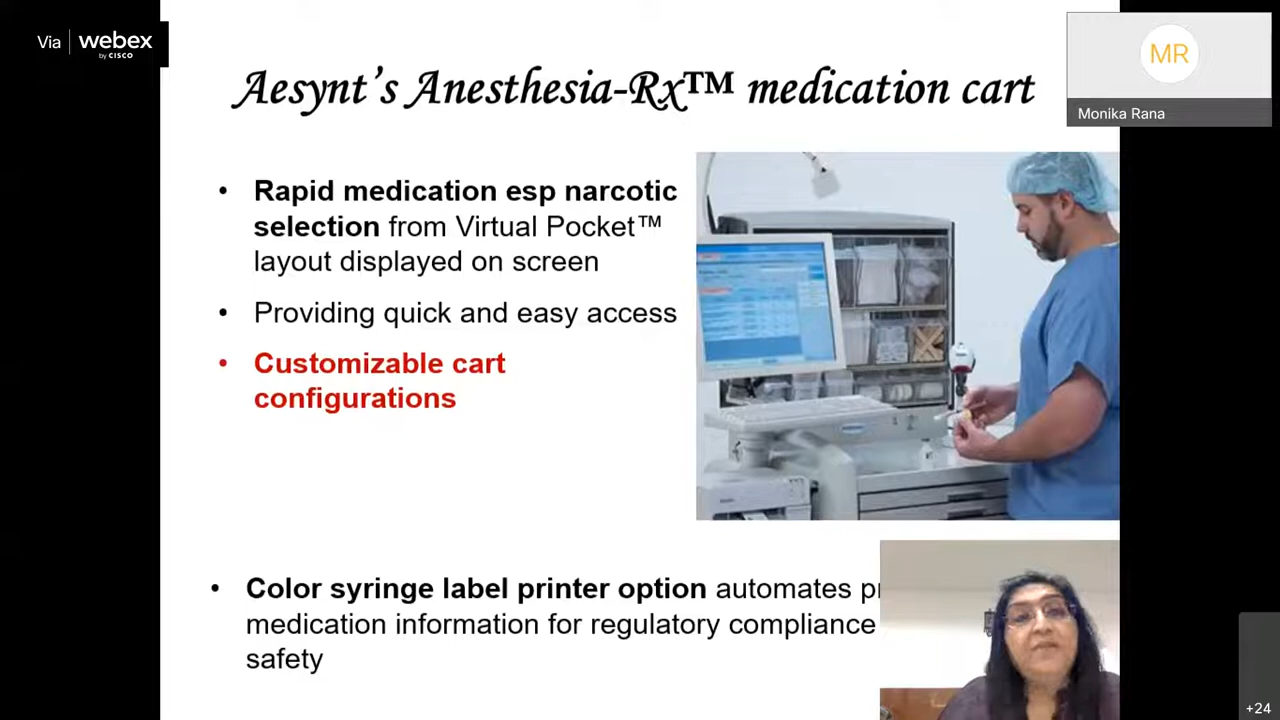 Via webex
by CISCO
MR
Monika Rana
Aesynt’s Anesthesia-Rx™ medication cart
• Rapid medication esp narcotic
selection from Virtual Pocket™
layout displayed on screen
• Providing quick and easy access
• Customizable cart
configurations
• Color syringe label printer option automates
medication information for regulatory compliance
safety
+24